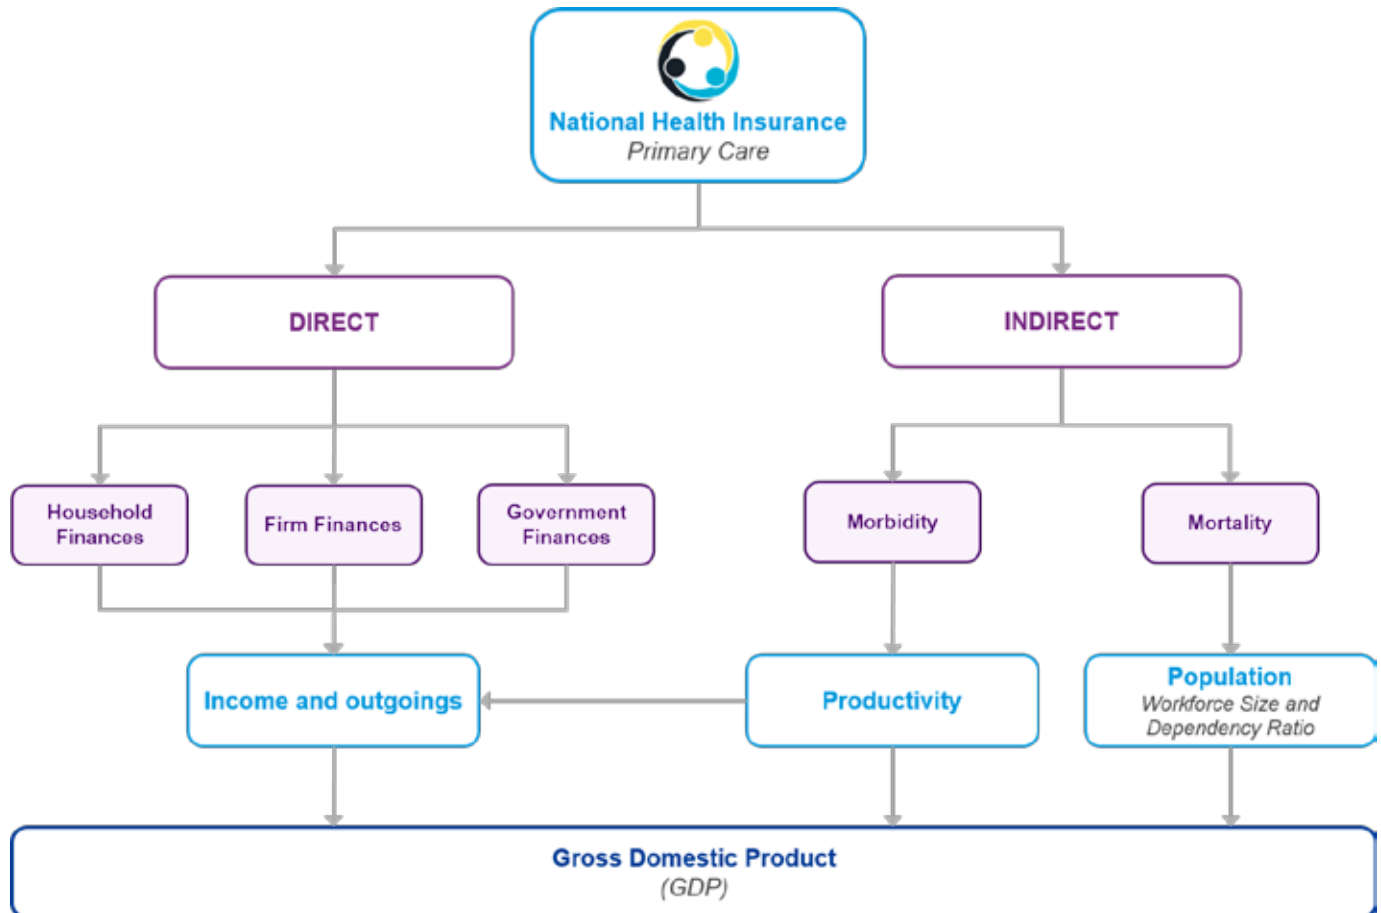 National Health Insurance
Primary Care
DIRECT
INDIRECT
Household
Finances
Firm Finances
Government
Finances
Morbidity
Mortality
Income and outgoings
Productivity
Population
Workforce Size and
Dependency Ratio
Gross Domestic Product
(GDP)